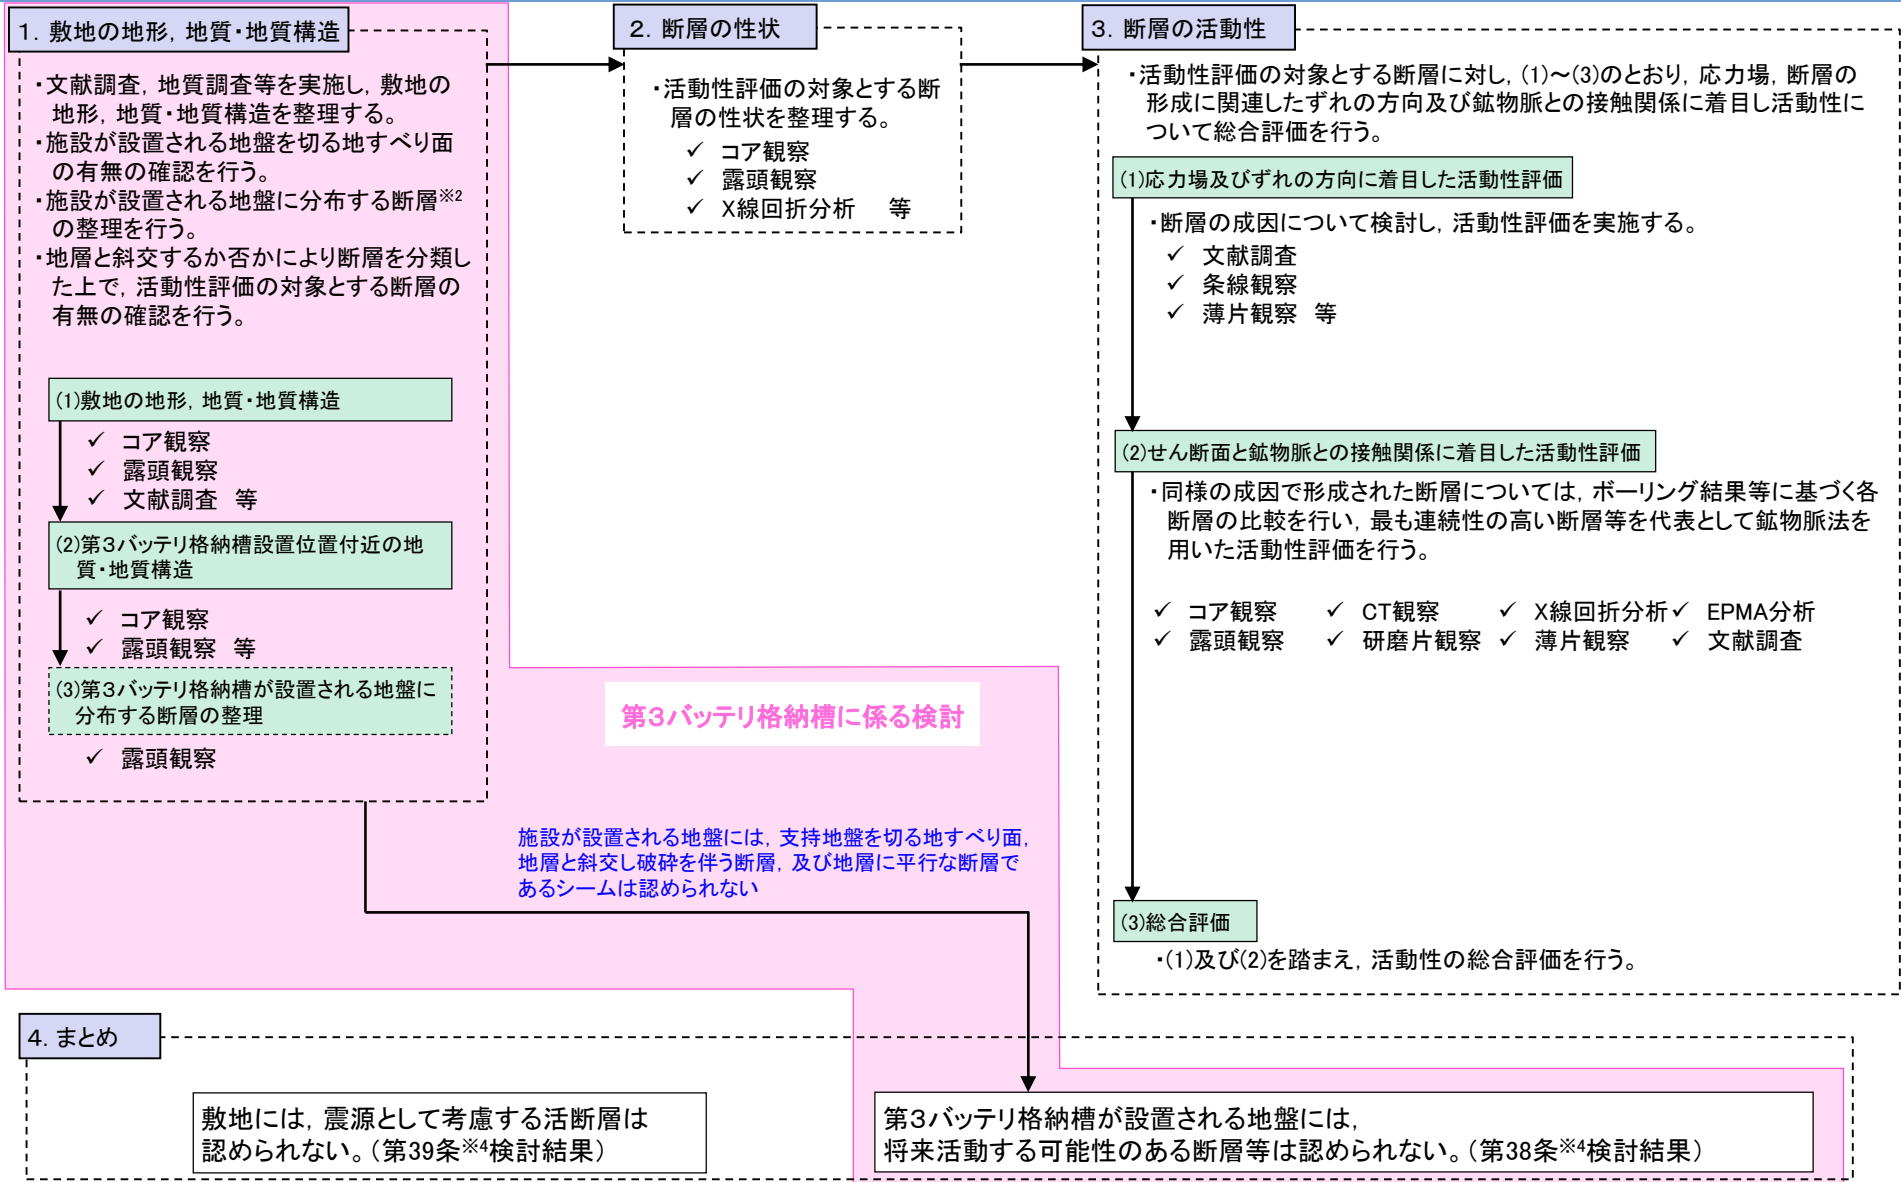 1. 敷地の地形, 地質・地質構造
・文献調査, 地質調査等を実施し, 敷地の
地形, 地質・地質構造を整理する。
・施設が設置される地盤を切る地すべり面
の有無の確認を行う。
・施設が設置される地盤に分布する断層※2
の整理を行う。
・地層と斜交するか否かにより断層を分類し
た上で, 活動性評価の対象とする断層の
有無の確認を行う。
(1)敷地の地形, 地質・地質構造
✓ コア観察
✓ 露頭観察
✓ 文献調査 等
(2)第3バッテリ格納槽設置位置付近の地
質・地質構造
✓ コア観察
✓ 露頭観察 等
(3)第3バッテリ格納槽が設置される地盤に
分布する断層の整理
✓ 露頭観察
2. 断層の性状
・活動性評価の対象とする断
層の性状を整理する。
✓ コア観察
✓ 露頭観察
✓ X線回折分析 等
3. 断層の活動性
・活動性評価の対象とする断層に対し, (1)～(3)のとおり, 応力場, 断層の
形成に関連したずれの方向及び鉱物脈との接触関係に着目し活動性に
ついて総合評価を行う。
(1)応力場及びずれの方向に着目した活動性評価
・断層の成因について検討し, 活動性評価を実施する。
✓ 文献調査
✓ 条線観察
✓ 薄片観察 等
(2)せん断面と鉱物脈との接触関係に着目した活動性評価
・同様の成因で形成された断層については, ボーリング結果等に基づく各
断層の比較を行い, 最も連続性の高い断層等を代表として鉱物脈法を
用いた活動性評価を行う。
✓ コア観察 ✓ CT観察 ✓ X線回折分析 ✓ EPMA分析
✓ 露頭観察 ✓ 研磨片観察 ✓ 薄片観察 ✓ 文献調査
(3)総合評価
・(1)及び(2)を踏まえ, 活動性の総合評価を行う。
第3バッテリ格納槽に係る検討
施設が設置される地盤には, 支持地盤を切る地すべり面,
地層と斜交し破砕を伴う断層, 及び地層に平行な断層で
あるシームは認められない
4. まとめ
敷地には, 震源として考慮する活断層は
認められない。(第39条※4検討結果)
第3バッテリ格納槽が設置される地盤には,
将来活動する可能性のある断層等は認められない。(第38条※4検討結果)